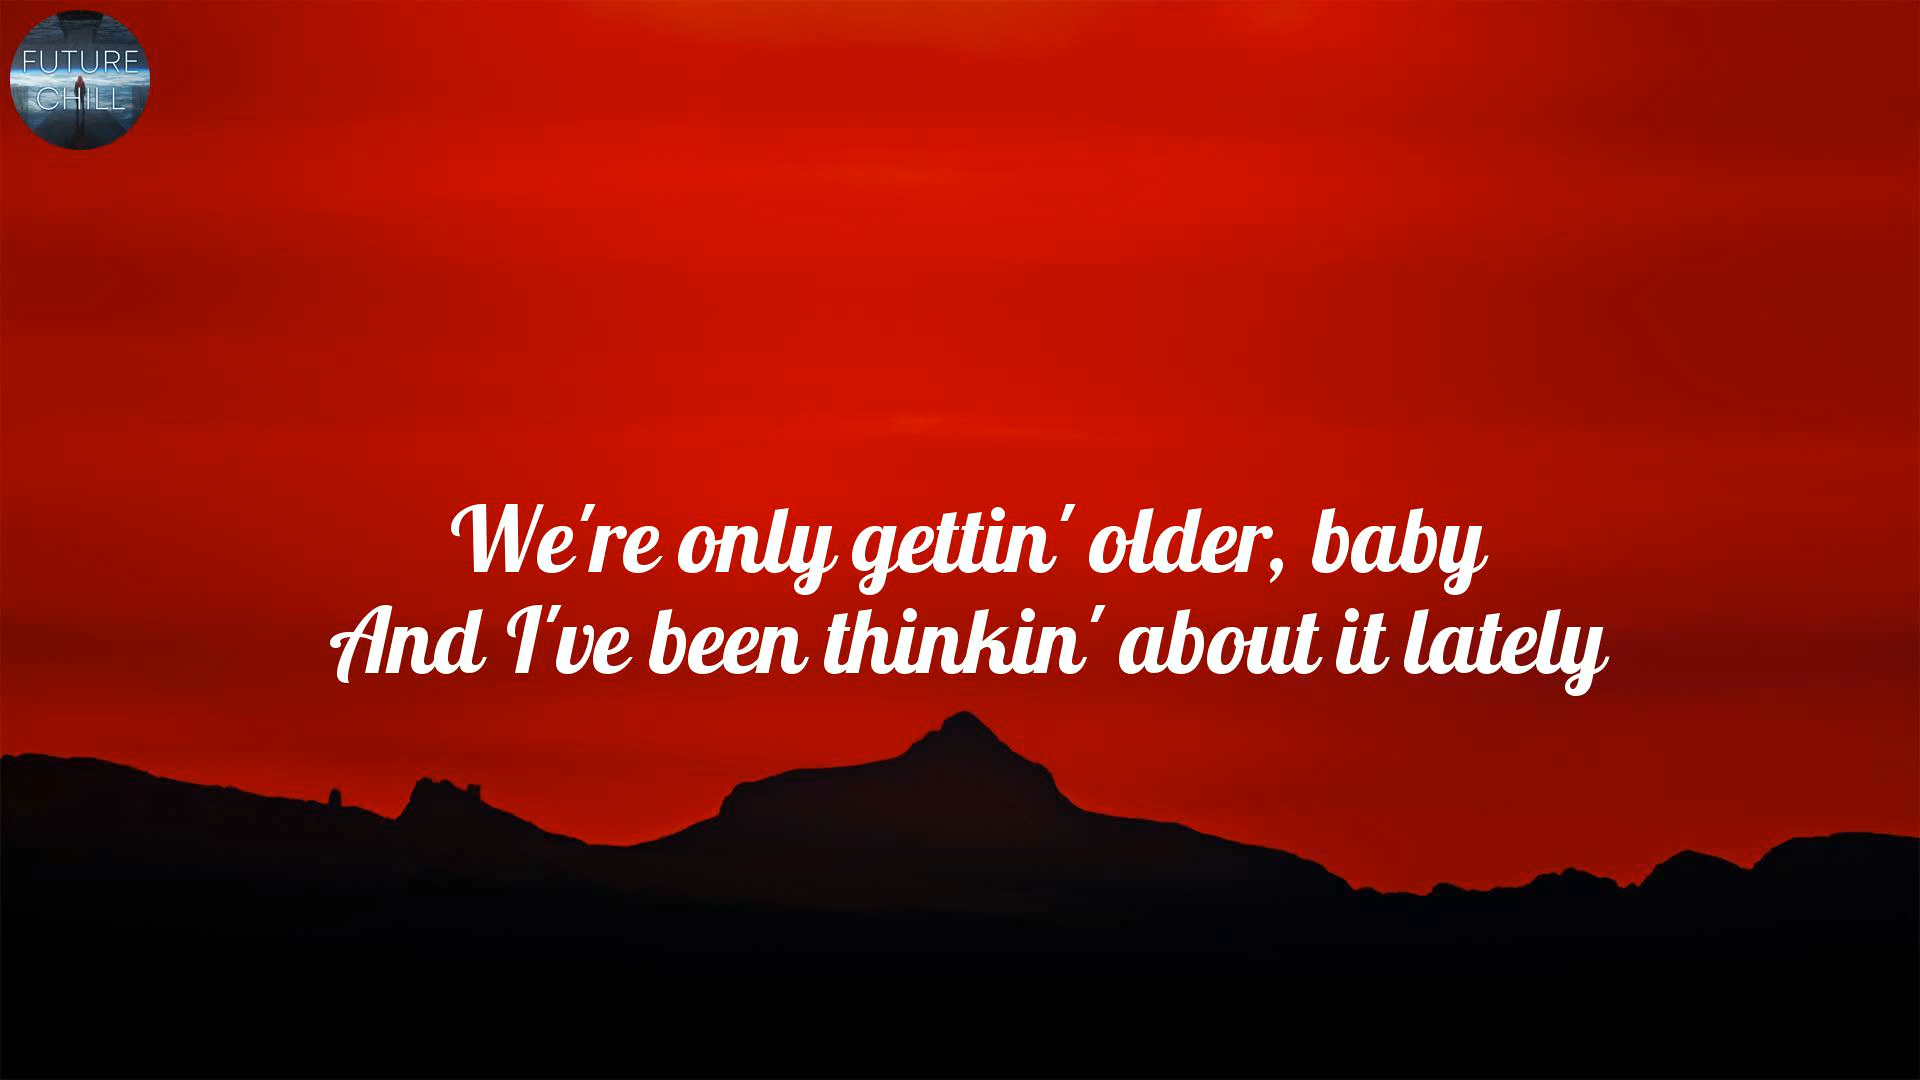 FUTURE
CHILL
We're only gettin' older, baby
And I've been thinkin' about it lately